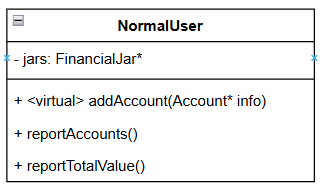 NormalUser
- jars: FinancialJar*
+ <virtual> addAccount(Account* info)
+ reportAccounts()
+ reportTotalValue()